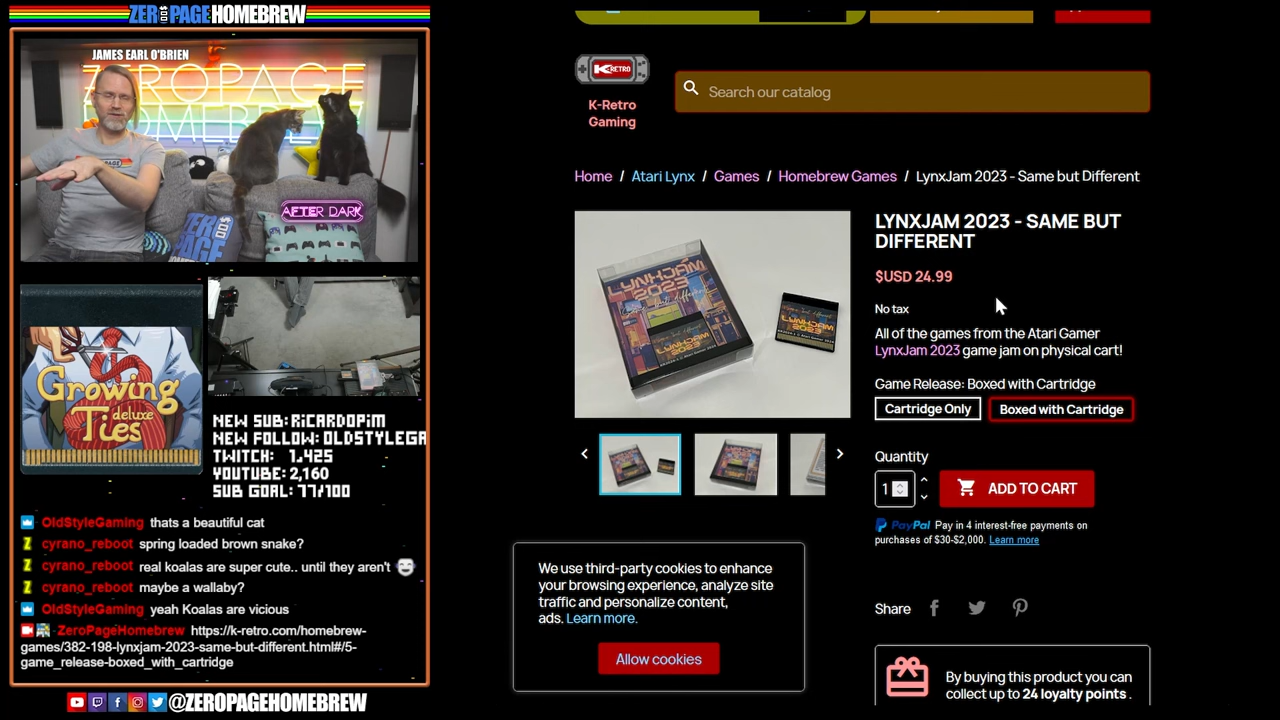 ZEROPAGEHOMEBREW
JAMES EARL O'BRIEN
ZEROPAGE
HOMEBREW
AFTER DARK
Growing
deluxe
Ties
NEW SUB: RiCARDOPiM
NEW FOLLOW: OLDSTYLEGA
TWITCH: 1,425
YOUTUBE: 2,160
SUB GOAL: 77/100
OldStyleGaming thats a beautiful cat
cyrano_reboot spring loaded brown snake?
cyrano_reboot real koalas are super cute.. until they aren't
cyrano_reboot maybe a wallaby?
OldStyleGaming yeah Koalas are vicious
ZeroPageHomebrew https://k-retro.com/homebrew-
games/382-198-lynxjam-2023-same-but-different.html#/5-
game_release-boxed_with_cartridge
@ZEROPAGEHOMEBREW
K-RETRO
K-Retro
Gaming
Search our catalog
Home / Atari Lynx / Games / Homebrew Games / LynxJam 2023 - Same but Different
LYNXJAM
2023
LYNXJAM
2023
LYNXJAM 2023 - SAME BUT
DIFFERENT
$USD 24.99
No tax
All of the games from the Atari Gamer
LynxJam 2023 game jam on physical cart!
Game Release: Boxed with Cartridge
Cartridge Only
Boxed with Cartridge
Quantity
1
ADD TO CART
PayPal Pay in 4 interest-free payments on
purchases of $30-$2,000. Learn more
Share
By buying this product you can
collect up to 24 loyalty points .
We use third-party cookies to enhance
your browsing experience, analyze site
traffic and personalize content,
ads. Learn more.
Allow cookies